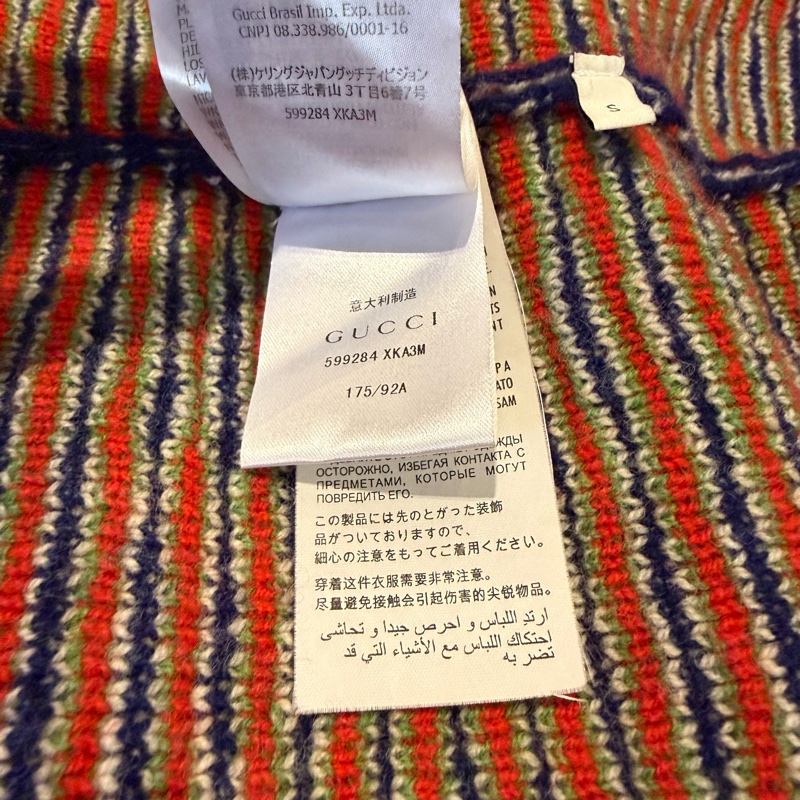 Gucci Brasil Imp. Exp. Ltda.
CNPJ 08.338.986/0001-16
(株)ケリングジャパングッチディビジョン
東京都港区北青山 3丁目6番7号
599284 XKA3M
S
意大利制造
GUCCI
599284 XKA3M
175/92A
ОСТОРОЖНО, ИЗБЕГАЯ КОНТАКТА С
ПРЕДМЕТАМИ, КОТОРЫЕ МОГУТ
ПОВРЕДИТЬ ЕГО.
この製品には先のとがった装飾
品がついておりますので、
細心の注意をもってご着用ください。
穿着这件衣服需要非常注意。
尽量避免接触会引起伤害的尖锐物品。
ارتد اللباس و احرص جيدا و تحاشى
احتكاك اللباس مع الأشياء التي قد
تضر به